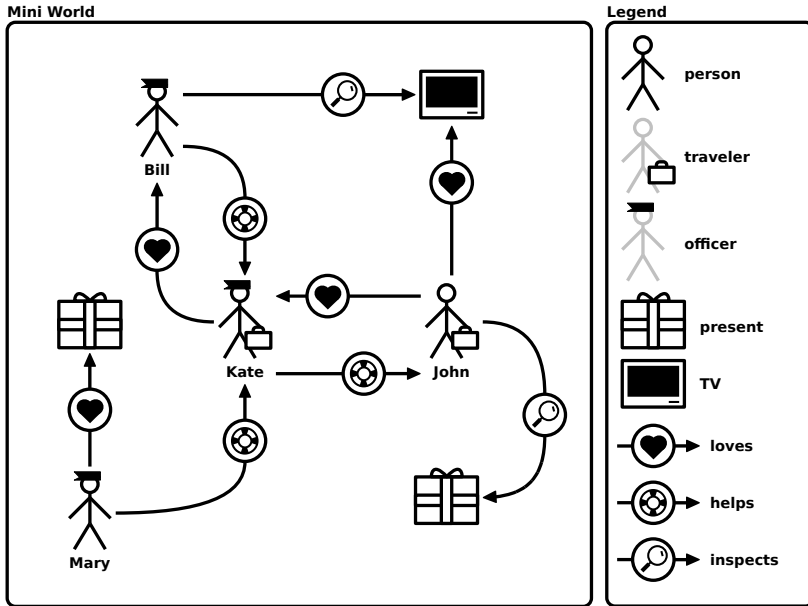 Mini World
Legend
Bill
Kate
John
Mary
person
traveler
officer
present
TV
loves
helps
inspects